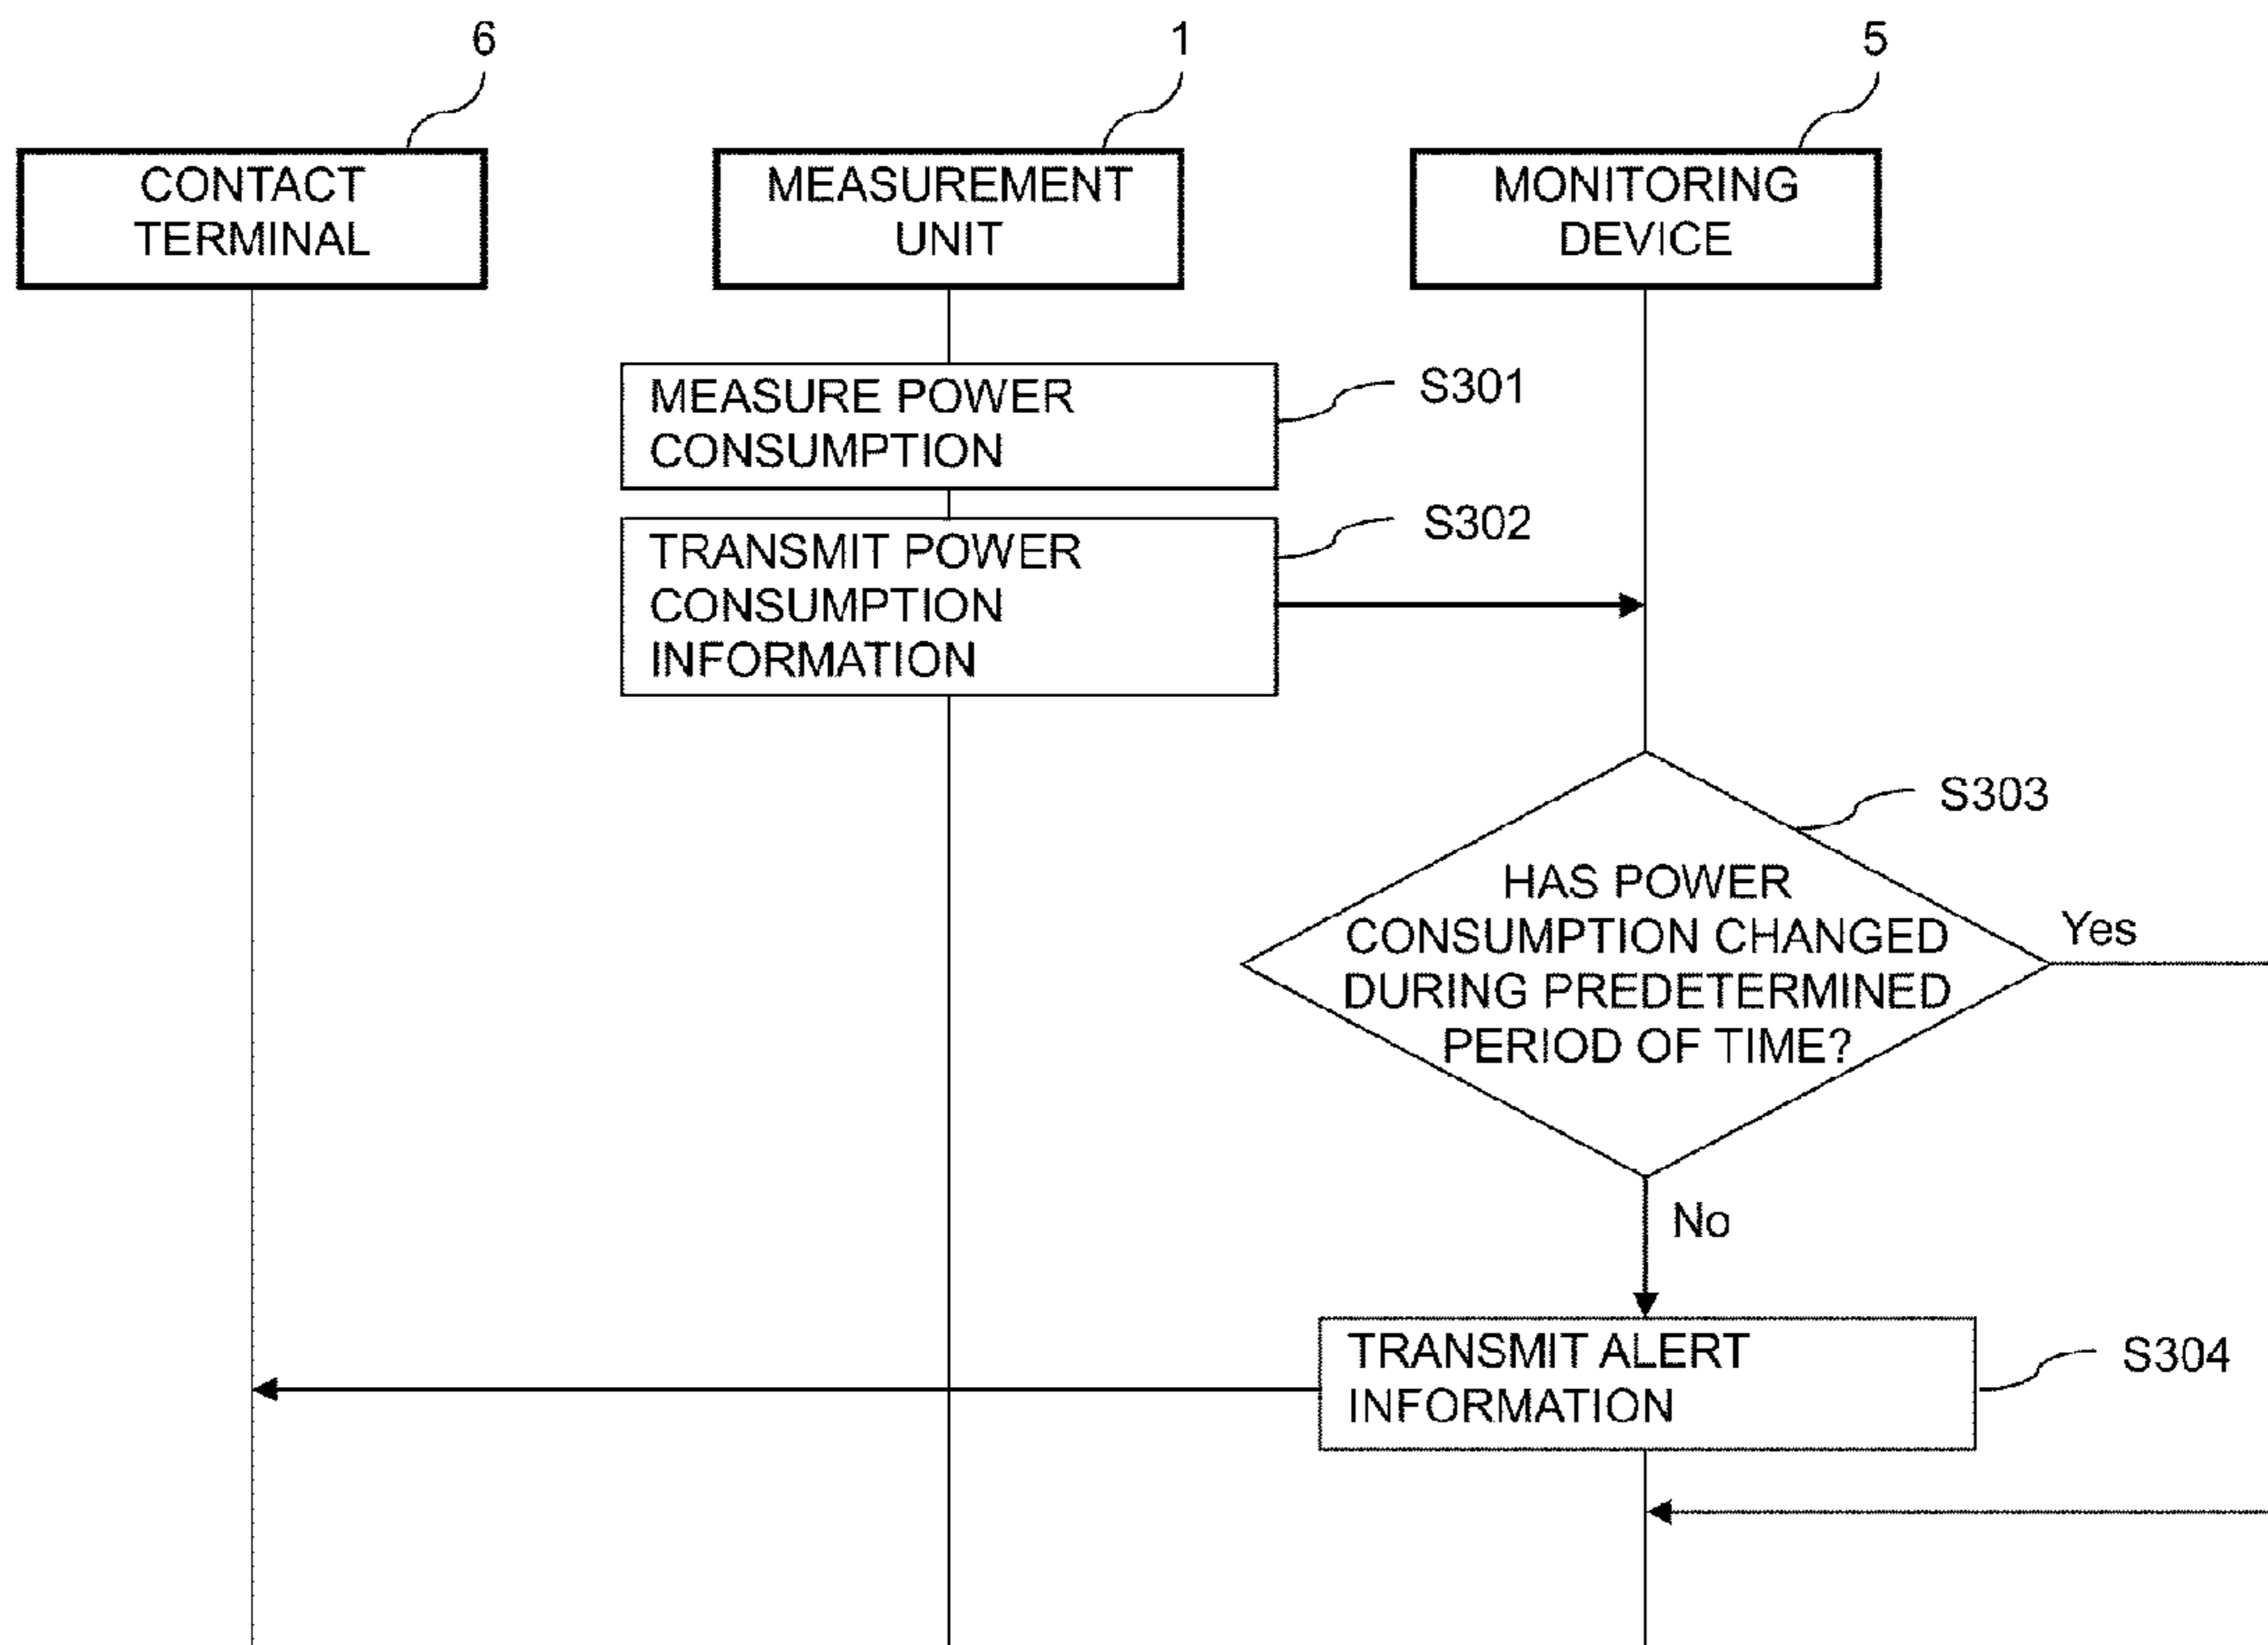 6
1
5
CONTACT
TERMINAL
MEASUREMENT
UNIT
MONITORING
DEVICE
MEASURE POWER
CONSUMPTION
S301
TRANSMIT POWER
CONSUMPTION
INFORMATION
S302
S303
HAS POWER
CONSUMPTION CHANGED
DURING PREDETERMINED
PERIOD OF TIME?
Yes
No
TRANSMIT ALERT
INFORMATION
S304